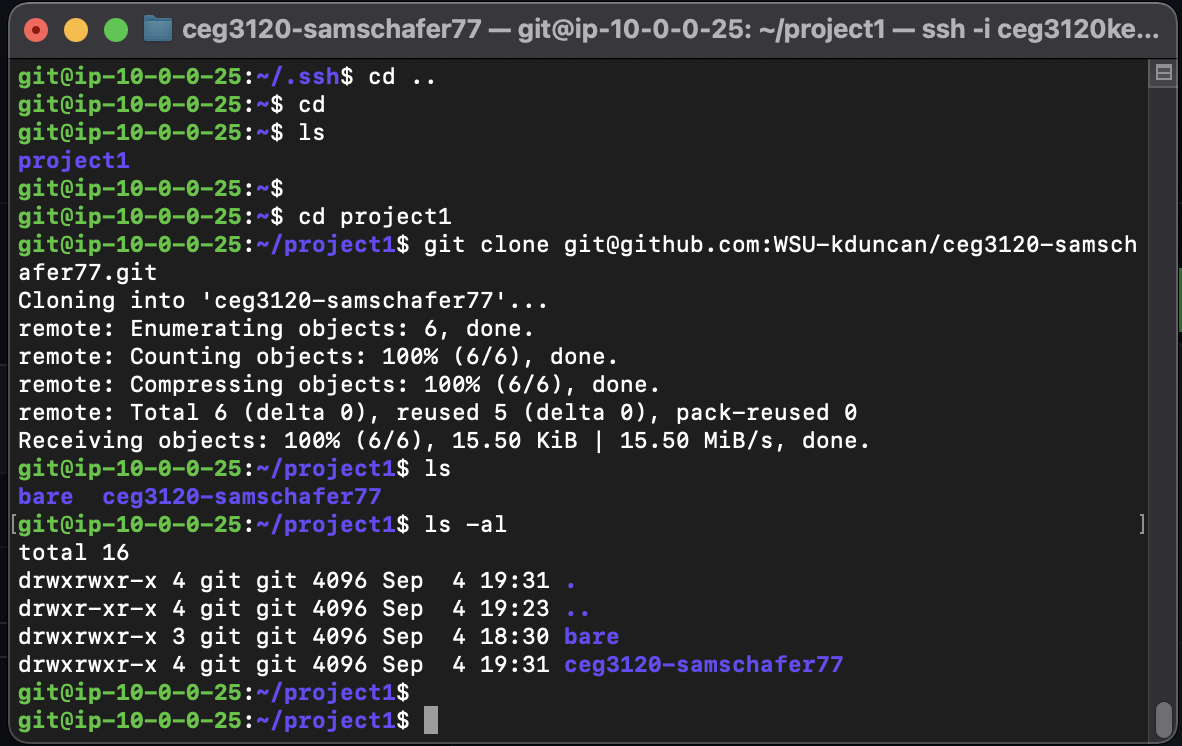 ceg3120-samschafer77 — git@ip-10-0-0-25: ~/project1 — ssh -i ceg3120ke...
git@ip-10-0-0-25:~/.ssh$ cd ..
git@ip-10-0-0-25:~$ cd
git@ip-10-0-0-25:~$ ls
project1
git@ip-10-0-0-25:~$
git@ip-10-0-0-25:~$ cd project1
git@ip-10-0-0-25:~/project1$ git clone git@github.com:WSU-kduncan/ceg3120-samsch
afer77.git
Cloning into 'ceg3120-samschafer77'...
remote: Enumerating objects: 6, done.
remote: Counting objects: 100% (6/6), done.
remote: Compressing objects: 100% (6/6), done.
remote: Total 6 (delta 0), reused 5 (delta 0), pack-reused 0
Receiving objects: 100% (6/6), 15.50 KiB | 15.50 MiB/s, done.
git@ip-10-0-0-25:~/project1$ ls
bare  ceg3120-samschafer77
[git@ip-10-0-0-25:~/project1$ ls -al ]
total 16
drwxrwxr-x 4 git git 4096 Sep  4 19:31 .
drwxr-xr-x 4 git git 4096 Sep  4 19:23 ..
drwxrwxr-x 3 git git 4096 Sep  4 18:30 bare
drwxrwxr-x 4 git git 4096 Sep  4 19:31 ceg3120-samschafer77
git@ip-10-0-0-25:~/project1$
git@ip-10-0-0-25:~/project1$